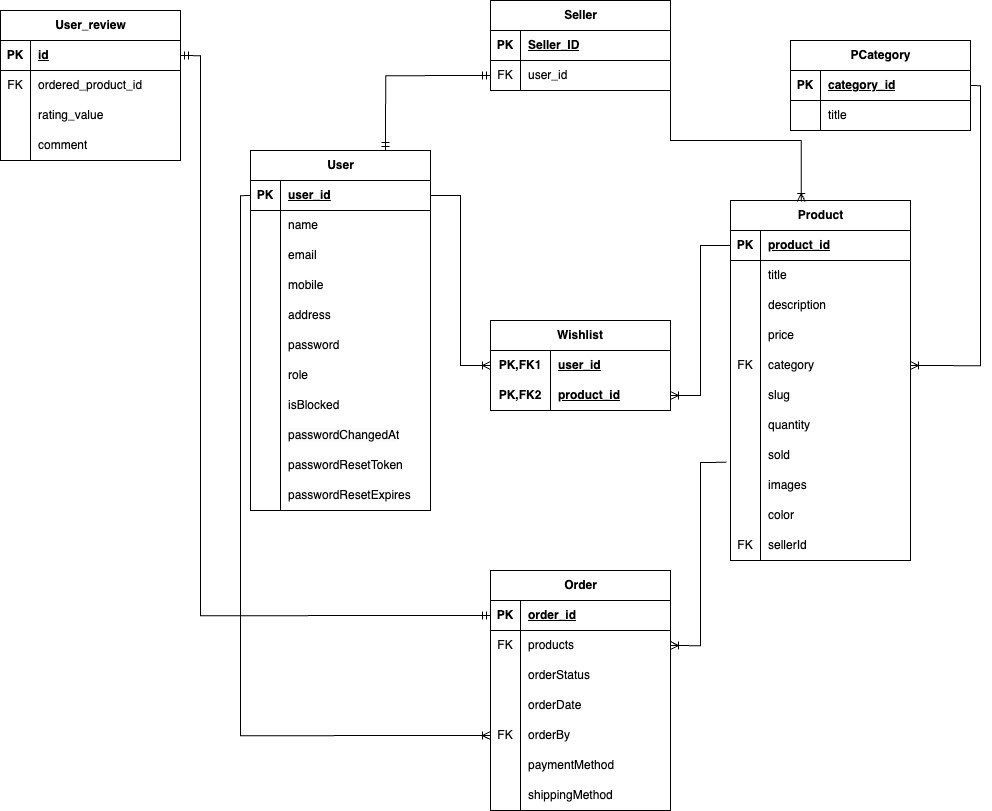 User_review
PK id
FK ordered_product_id
rating_value
comment
Seller
PK Seller_ID
FK user_id
PCategory
PK category_id
title
User
PK user_id
name
email
mobile
address
password
role
isBlocked
passwordChangedAt
passwordResetToken
passwordResetExpires
Product
PK product_id
title
description
price
FK category
slug
quantity
sold
images
color
FK sellerId
Wishlist
PK,FK1 user_id
PK,FK2 product_id
Order
PK order_id
FK products
orderStatus
orderDate
FK orderBy
paymentMethod
shippingMethod